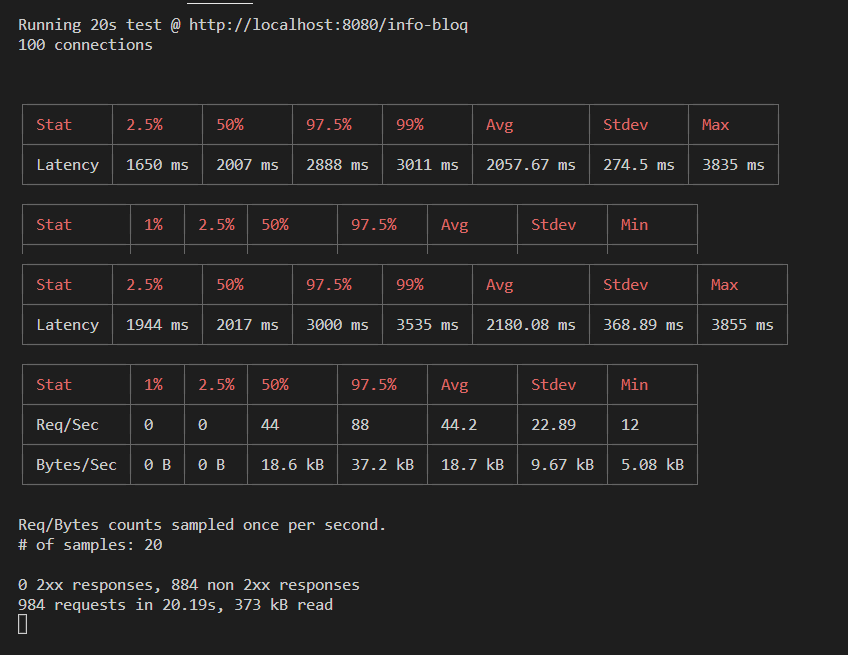 Running 20s test @ http://localhost:8080/info-bloq
100 connections
Stat 2.5% 50% 97.5% 99% Avg Stdev Max
Latency 1650 ms 2007 ms 2888 ms 3011 ms 2057.67 ms 274.5 ms 3835 ms
Stat 1% 2.5% 50% 97.5% Avg Stdev Min
Stat 2.5% 50% 97.5% 99% Avg Stdev Max
Latency 1944 ms 2017 ms 3000 ms 3535 ms 2180.08 ms 368.89 ms 3855 ms
Stat 1% 2.5% 50% 97.5% Avg Stdev Min
Req/Sec 0 0 44 88 44.2 22.89 12
Bytes/Sec 0 B 0 B 18.6 kB 37.2 kB 18.7 kB 9.67 kB 5.08 kB
Req/Bytes counts sampled once per second.
# of samples: 20
0 2xx responses, 884 non 2xx responses
984 requests in 20.19s, 373 kB read